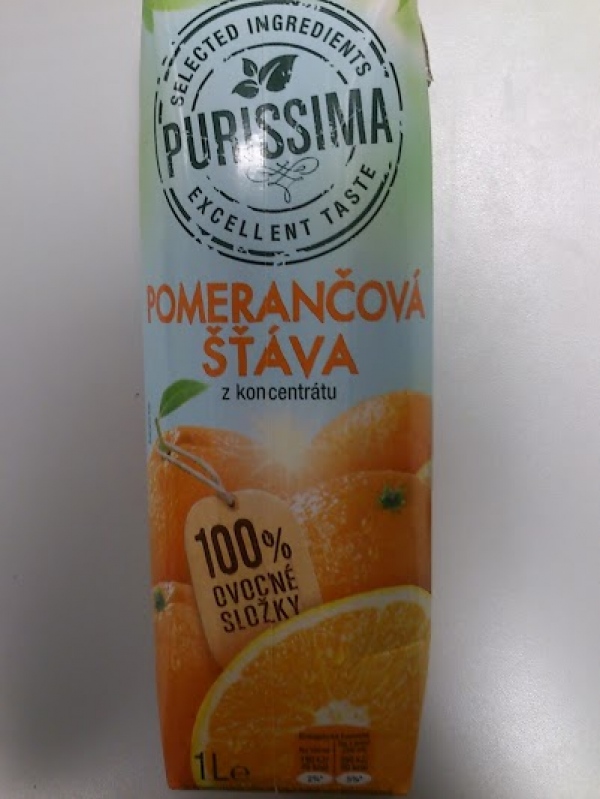 SELECTED INGREDIENTS
PURISSIMA
EXCELLENT TASTE
POMERANČOVÁ
ŠŤÁVA
z koncentrátu
100%
OVOCNÉ
SLOŽKY
1L e